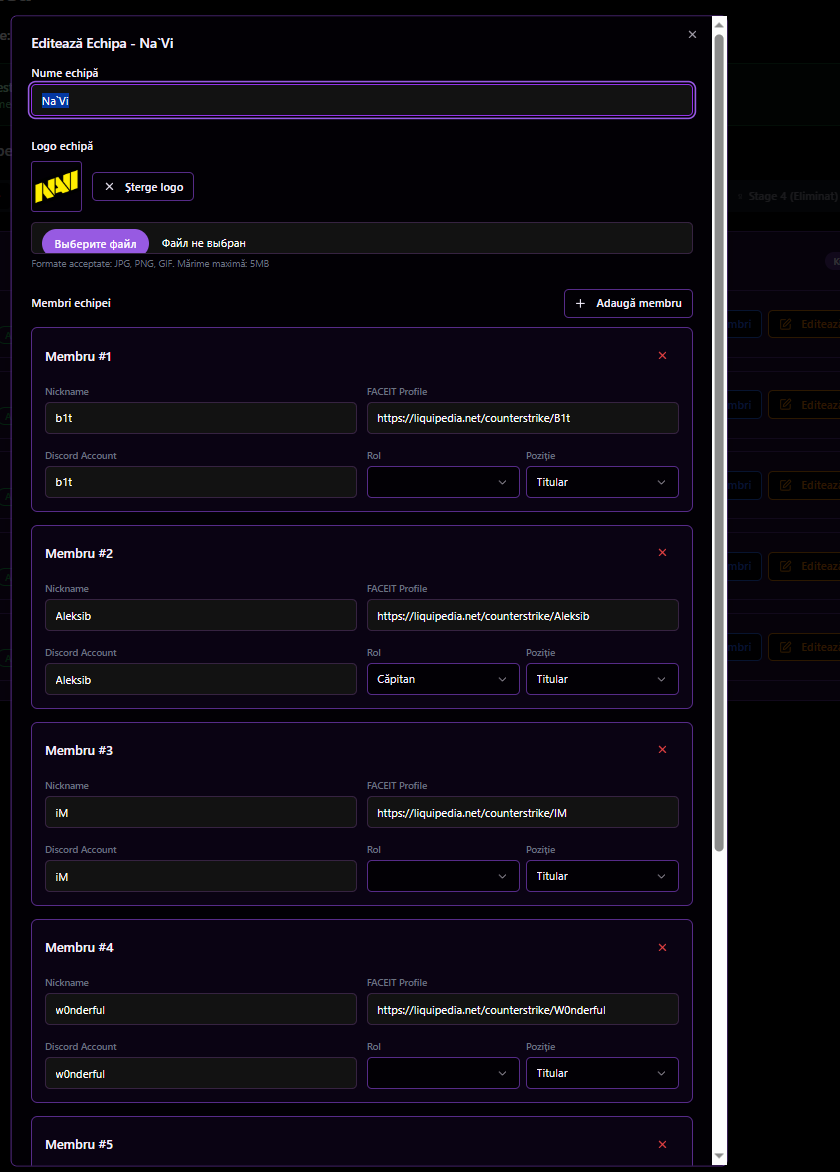 Editează Echipa - Na`Vi
Nume echipă
Na`Vi
Logo echipă
NAVI
Șterge logo
Выберите файл Файл не выбран
Formate acceptate: JPG, PNG, GIF. Mărime maximă: 5MB
Membri echipei
Adaugă membru
Membru #1
Nickname FACEIT Profile
b1t https://liquipedia.net/counterstrike/B1t
Discord Account Rol Poziție
b1t Titular
Membru #2
Nickname FACEIT Profile
Aleksib https://liquipedia.net/counterstrike/Aleksib
Discord Account Rol Poziție
Aleksib Căpitan Titular
Membru #3
Nickname FACEIT Profile
iM https://liquipedia.net/counterstrike/IM
Discord Account Rol Poziție
iM Titular
Membru #4
Nickname FACEIT Profile
w0nderful https://liquipedia.net/counterstrike/W0nderful
Discord Account Rol Poziție
w0nderful Titular
Membru #5
Stage 4 (Eliminat)